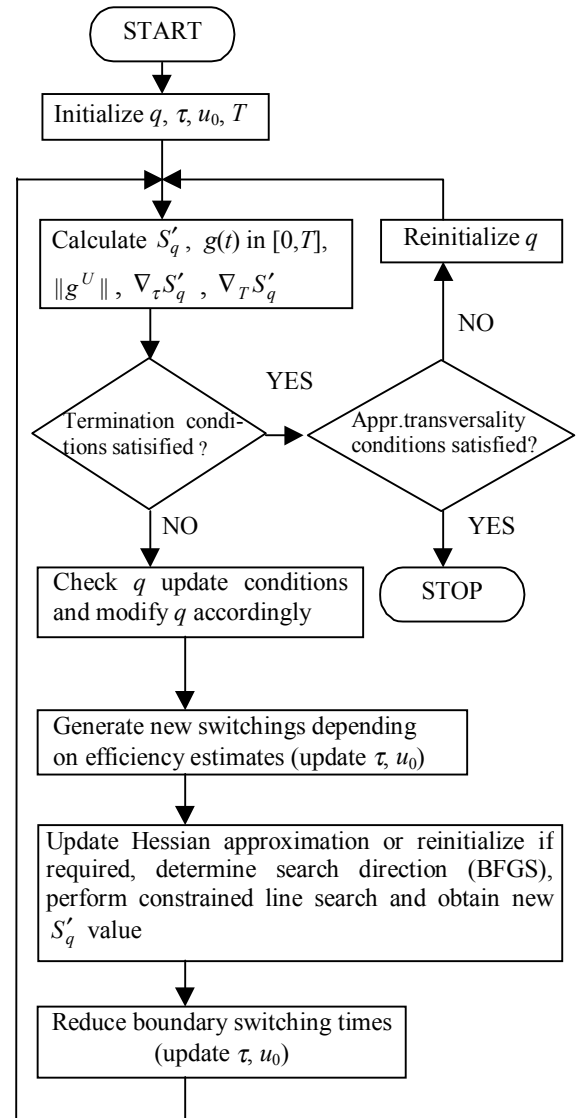 START
Initialize q, τ, u₀, T
Calculate S′q , g(t) in [0,T],
||gᵁ||, ∇τS′q , ∇TS′q
Reinitialize q
NO
YES
Termination condi-
tions satisified ?
Appr.transversality
conditions satisfied?
NO
YES
Check q update conditions
and modify q accordingly
STOP
Generate new switchings depending
on efficiency estimates (update τ, u₀)
Update Hessian approximation or reinitialize if
required, determine search direction (BFGS),
perform constrained line search and obtain new
S′q value
Reduce boundary switching times
(update τ, u₀)